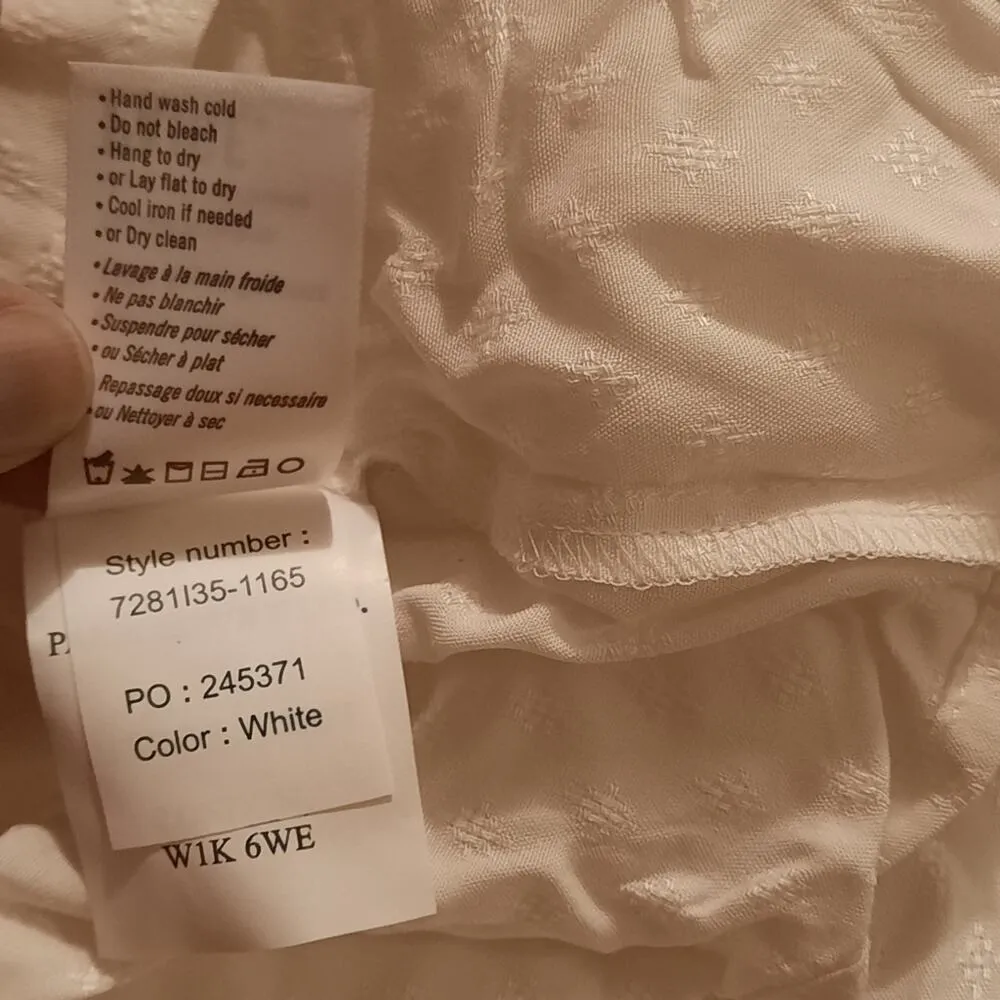 • Hand wash cold
• Do not bleach
• Hang to dry
• or Lay flat to dry
• Cool iron if needed
• or Dry clean
• Lavage à la main froide
• Ne pas blanchir
• Suspendre pour sécher
• ou Sécher à plat
Repassage doux si necessaire
• ou Nettoyer à sec
Style number :
7281I35-1165
PO : 245371
Color : White
W1K 6WE